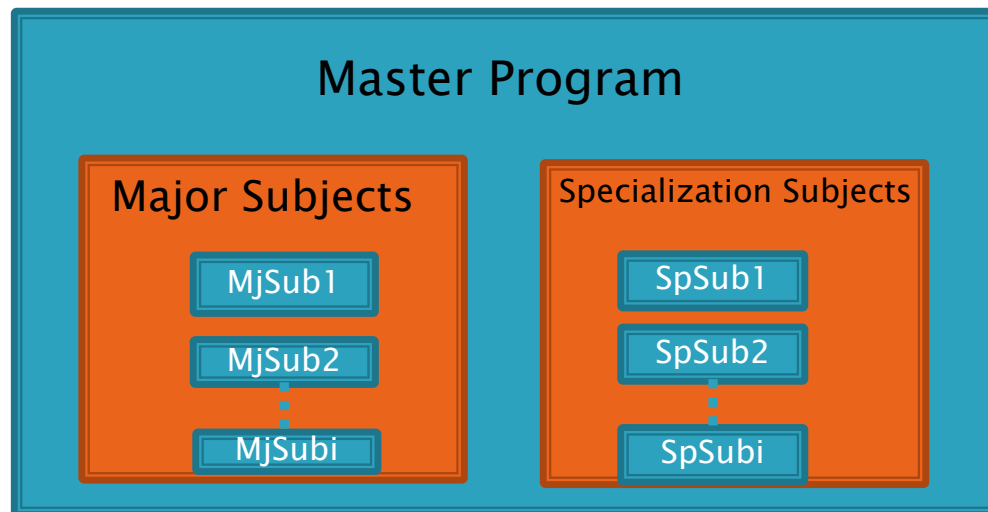 Master Program
Major Subjects
MjSub1
MjSub2
MjSubi
Specialization Subjects
SpSub1
SpSub2
SpSubi